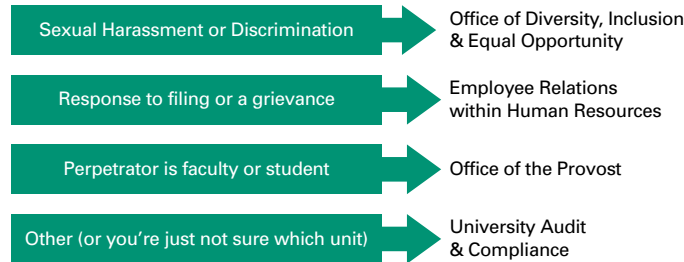 Sexual Harassment or Discrimination
Office of Diversity, Inclusion
& Equal Opportunity
Response to filing or a grievance
Employee Relations
within Human Resources
Perpetrator is faculty or student
Office of the Provost
Other (or you’re just not sure which unit)
University Audit
& Compliance